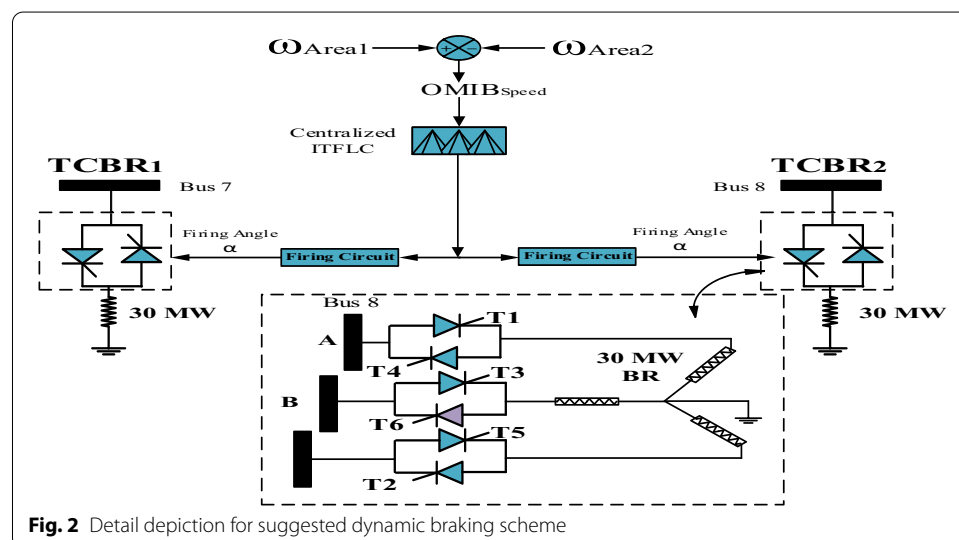 ωArea1
+
−
ωArea2
OMIBSpeed
Centralized
ITFLC
TCBR1
Bus 7
TCBR2
Bus 8
Firing Angle
α
Firing Circuit
Firing Circuit
Firing Angle
α
30 MW
30 MW
Bus 8
A
T1
T4
30 MW
BR
B
T3
T6
T5
T2
Fig. 2 Detail depiction for suggested dynamic braking scheme